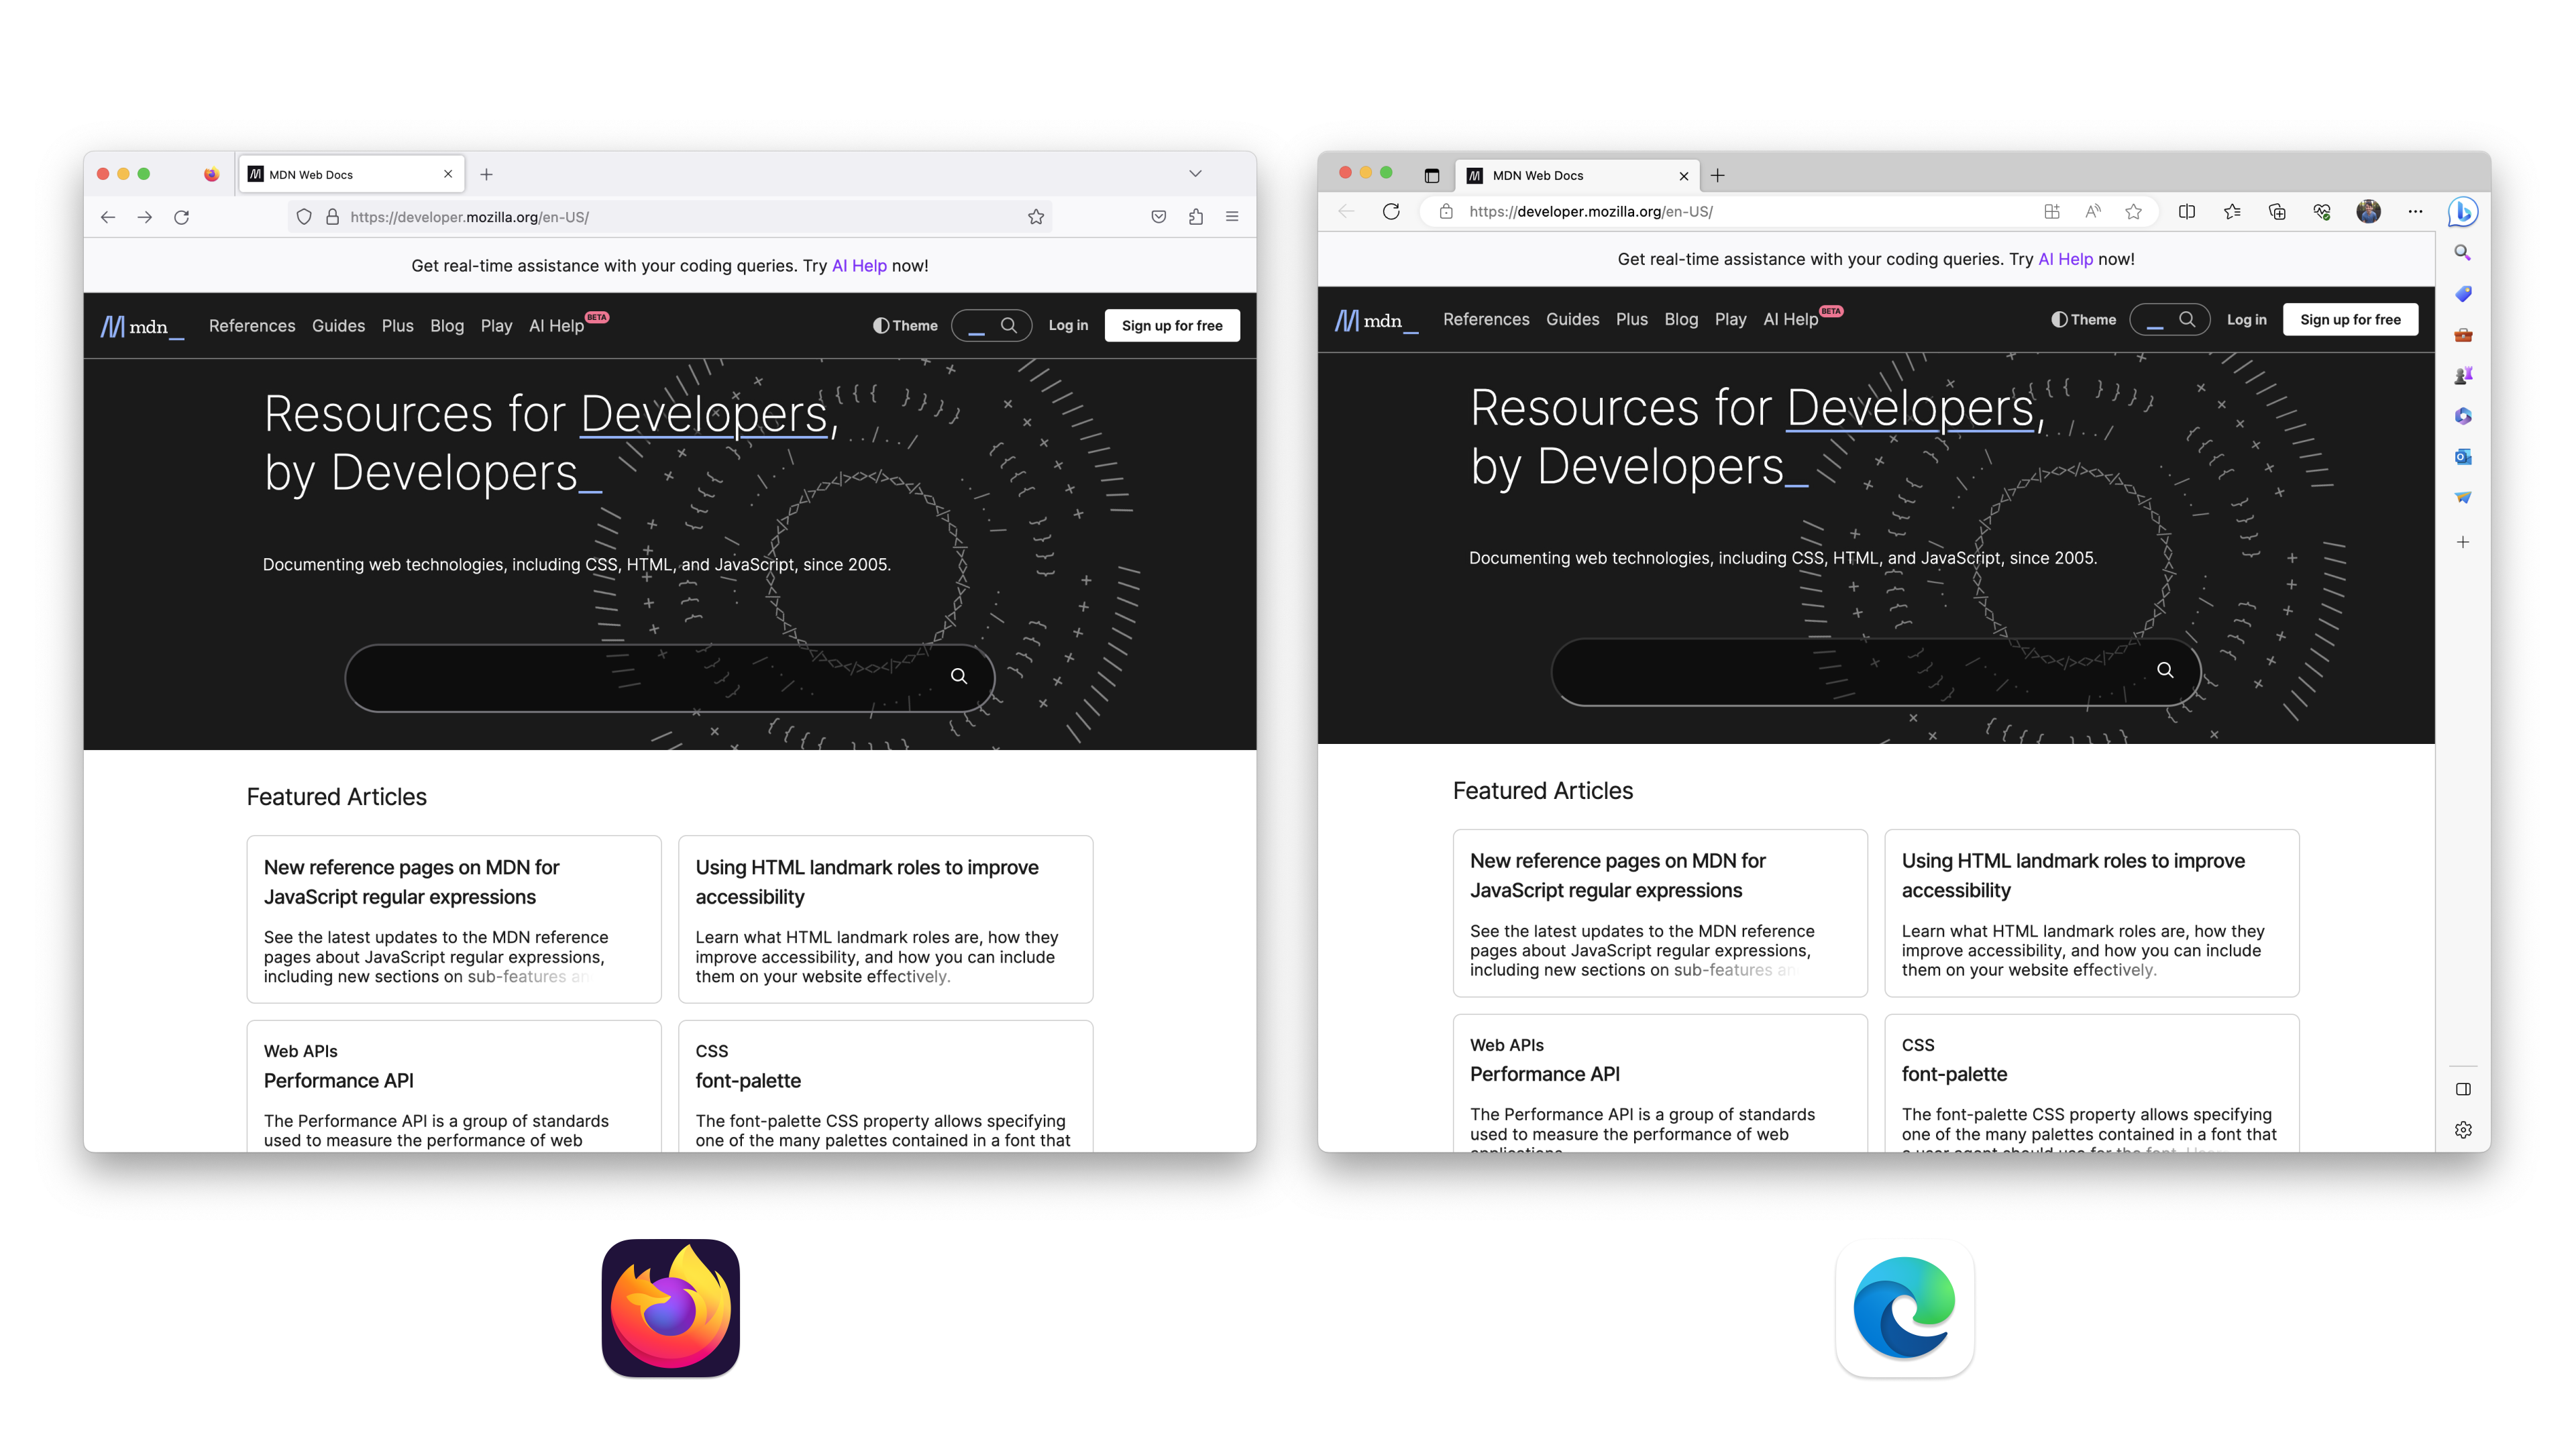 MDN Web Docs
https://developer.mozilla.org/en-US/
Get real-time assistance with your coding queries. Try AI Help now!
mdn_ References Guides Plus Blog Play AI Help BETA Theme _ Log in Sign up for free
Resources for Developers,
by Developers_
Documenting web technologies, including CSS, HTML, and JavaScript, since 2005.
Featured Articles
New reference pages on MDN for
JavaScript regular expressions
See the latest updates to the MDN reference
pages about JavaScript regular expressions,
including new sections on sub-features an
Using HTML landmark roles to improve
accessibility
Learn what HTML landmark roles are, how they
improve accessibility, and how you can include
them on your website effectively.
Web APIs
Performance API
The Performance API is a group of standards
used to measure the performance of web
CSS
font-palette
The font-palette CSS property allows specifying
one of the many palettes contained in a font that
MDN Web Docs
https://developer.mozilla.org/en-US/
Get real-time assistance with your coding queries. Try AI Help now!
mdn_ References Guides Plus Blog Play AI Help BETA Theme _ Log in Sign up for free
Resources for Developers,
by Developers_
Documenting web technologies, including CSS, HTML, and JavaScript, since 2005.
Featured Articles
New reference pages on MDN for
JavaScript regular expressions
See the latest updates to the MDN reference
pages about JavaScript regular expressions,
including new sections on sub-features an
Using HTML landmark roles to improve
accessibility
Learn what HTML landmark roles are, how they
improve accessibility, and how you can include
them on your website effectively.
Web APIs
Performance API
The Performance API is a group of standards
used to measure the performance of web
applications
CSS
font-palette
The font-palette CSS property allows specifying
one of the many palettes contained in a font that
a user agent should use for the font.